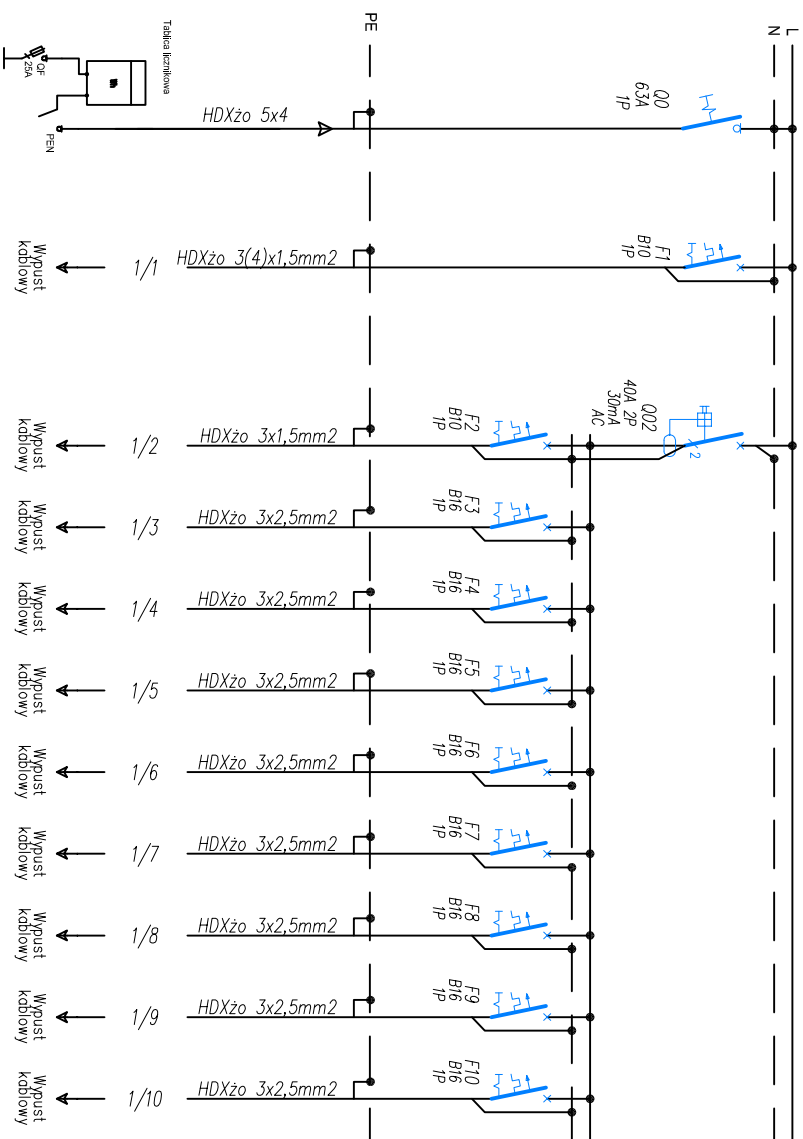 L
N
PE
Tablica licznikowa
QF
25A
PEN
HDXżo 5x4
Q0
63A
1P
Wypust
kablowy
1/1
HDXżo 3(4)x1,5mm2
F1
B10
1P
Wypust
kablowy
1/2
HDXżo 3x1,5mm2
F2
B10
1P
Q02
40A 2P
30mA
AC
2
Wypust
kablowy
1/3
HDXżo 3x2,5mm2
F3
B16
1P
Wypust
kablowy
1/4
HDXżo 3x2,5mm2
F4
B16
1P
Wypust
kablowy
1/5
HDXżo 3x2,5mm2
F5
B16
1P
Wypust
kablowy
1/6
HDXżo 3x2,5mm2
F6
B16
1P
Wypust
kablowy
1/7
HDXżo 3x2,5mm2
F7
B16
1P
Wypust
kablowy
1/8
HDXżo 3x2,5mm2
F8
B16
1P
Wypust
kablowy
1/9
HDXżo 3x2,5mm2
F9
B16
1P
Wypust
kablowy
1/10
HDXżo 3x2,5mm2
F10
B16
1P